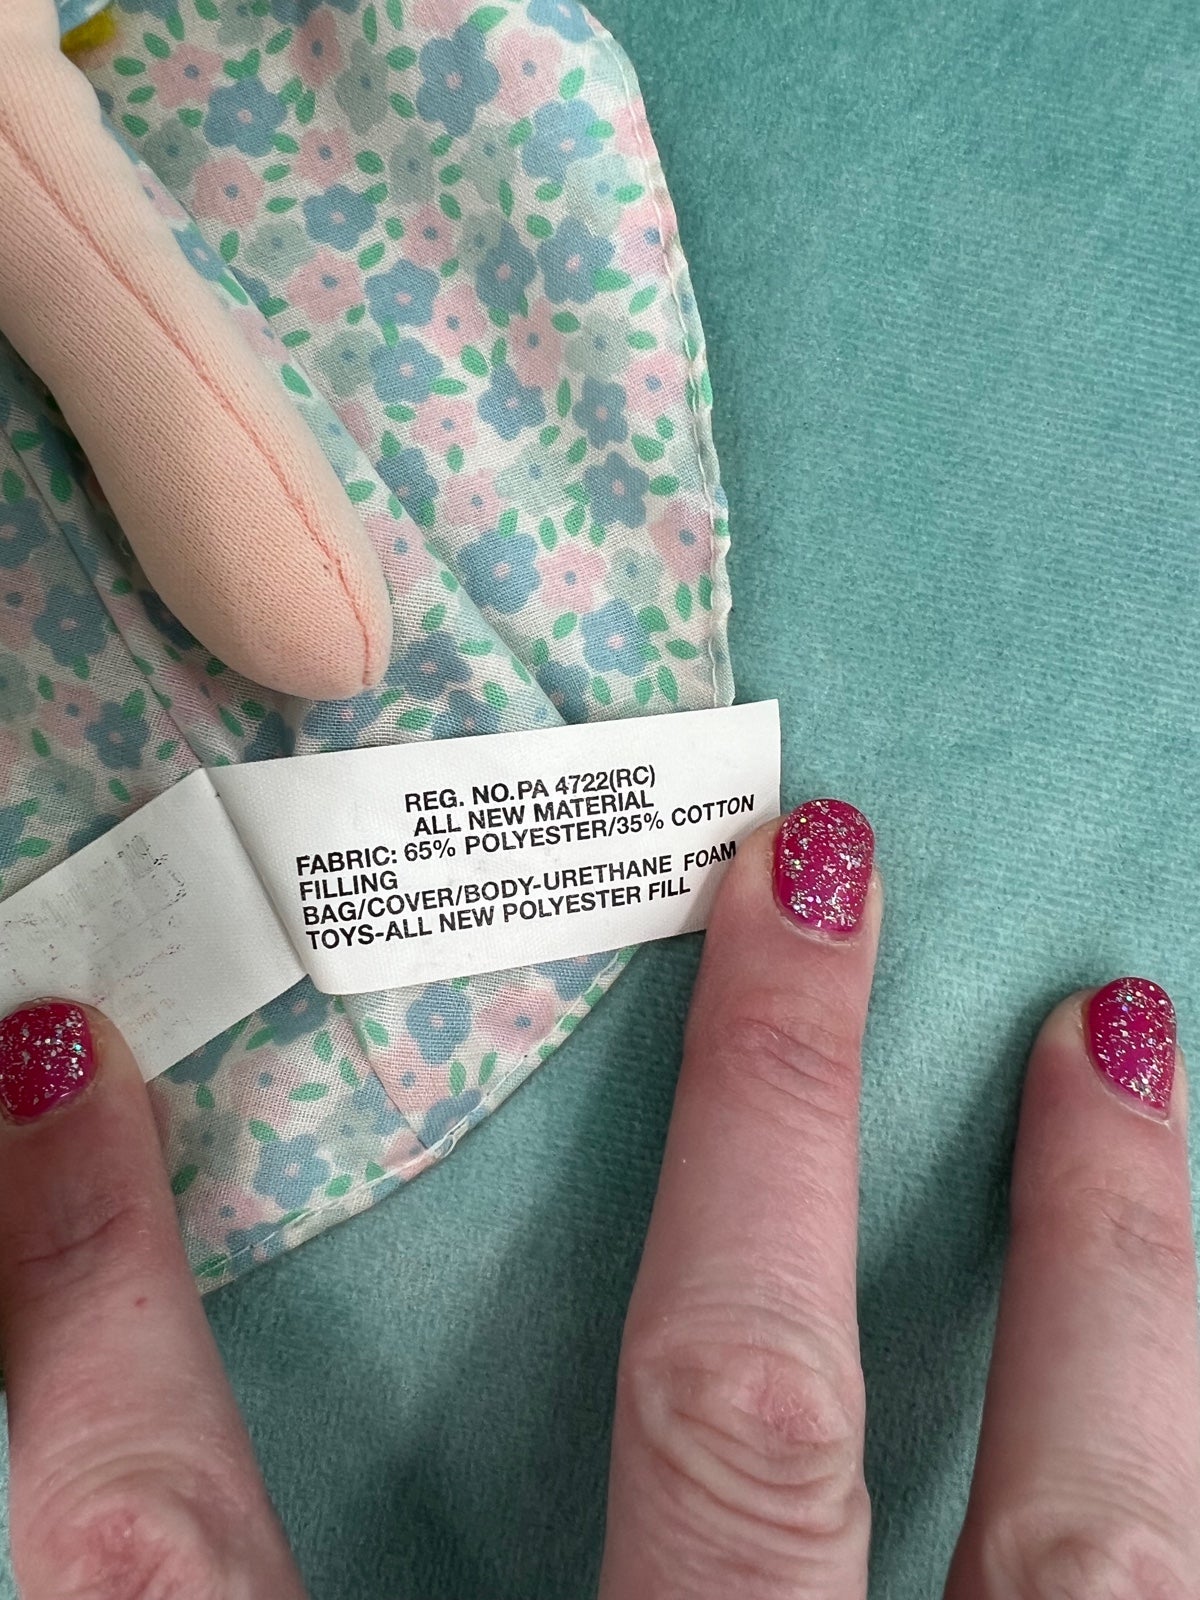 REG. NO.PA 4722(RC)
ALL NEW MATERIAL
FABRIC: 65% POLYESTER/35% COTTON
FILLING
BAG/COVER/BODY-URETHANE FOAM
TOYS-ALL NEW POLYESTER FILL